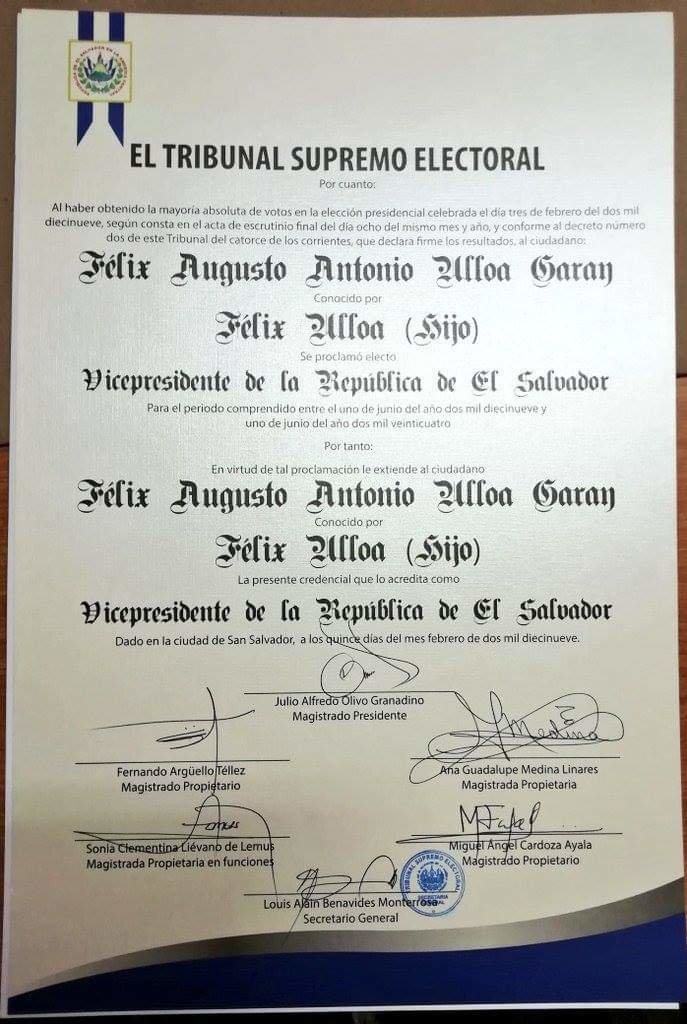 EL TRIBUNAL SUPREMO ELECTORAL
Por cuanto:
Al haber obtenido la mayoría absoluta de votos en la elección presidencial celebrada el día tres de febrero del dos mil
diecinueve, según consta en el acta de escrutinio final del día ocho del mismo mes y año, y conforme al decreto número
dos de este Tribunal del catorce de los corrientes, que declara firme los resultados, al ciudadano:
Félix Augusto Antonio Ulloa Garay
Conocido por
Félix Ulloa (Hijo)
Se proclamó electo
Vicepresidente de la República de El Salvador
Para el periodo comprendido entre el uno de junio del año dos mil diecinueve y
uno de junio del año dos mil veinticuatro
Por tanto:
En virtud de tal proclamación le extiende al ciudadano
Félix Augusto Antonio Ulloa Garay
Conocido por
Félix Ulloa (Hijo)
La presente credencial que lo acredita como
Vicepresidente de la República de El Salvador
Dado en la ciudad de San Salvador, a los quince días del mes febrero de dos mil diecinueve.
Julio Alfredo Olivo Granadino
Magistrado Presidente
Medina
Fernando Argüello Téllez
Magistrado Propietario
Ana Guadalupe Medina Linares
Magistrada Propietaria
Sonia Clementina Liévano de Lemus
Magistrada Propietaria en funciones
Miguel Ángel Cardoza Ayala
Magistrado Propietario
Louis Alain Benavides Monterrosa
Secretario General
TRIBUNAL SUPREMO ELECTORAL
SECRETARIA
GENERAL